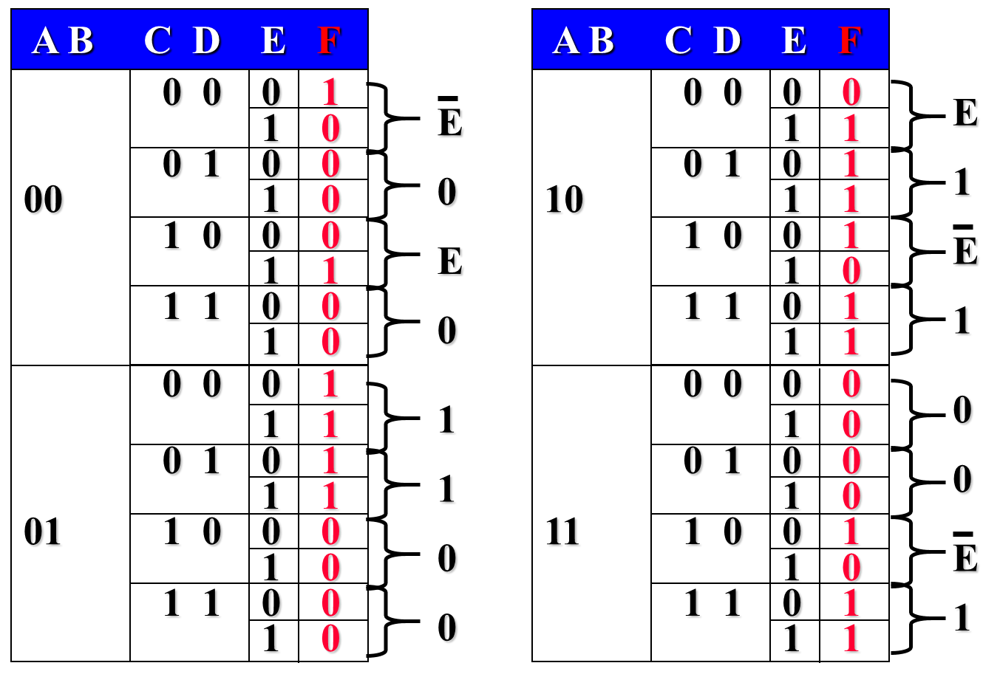 A B C D E F
00 0 0 0 1 E̅
1 0
0 1 0 0 0
1 0
1 0 0 0 E
1 1
1 1 0 0 0
1 0
01 0 0 0 1 1
1 1
0 1 0 1 1
1 1
1 0 0 0 0
1 0
1 1 0 0 0
1 0
A B C D E F
10 0 0 0 0 E
1 1
0 1 0 1 1
1 1
1 0 0 1 E̅
1 0
1 1 0 1 1
1 1
11 0 0 0 0 0
1 0
0 1 0 0 0
1 0
1 0 0 1 E̅
1 0
1 1 0 1 1
1 1